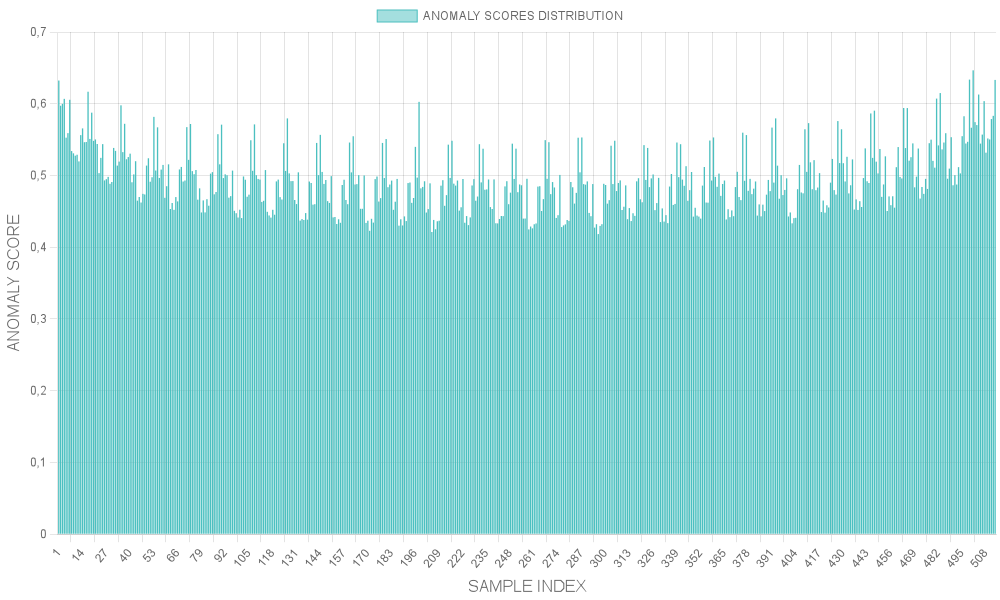 ANOMALY SCORES DISTRIBUTION
0,7
0,6
0,5
0,4
0,3
0,2
0,1
0
ANOMALY SCORE
1 14 27 40 53 66 79 92 105 118 131 144 157 170 183 196 209 222 235 248 261 274 287 300 313 326 339 352 365 378 391 404 417 430 443 456 469 482 495 508
SAMPLE INDEX